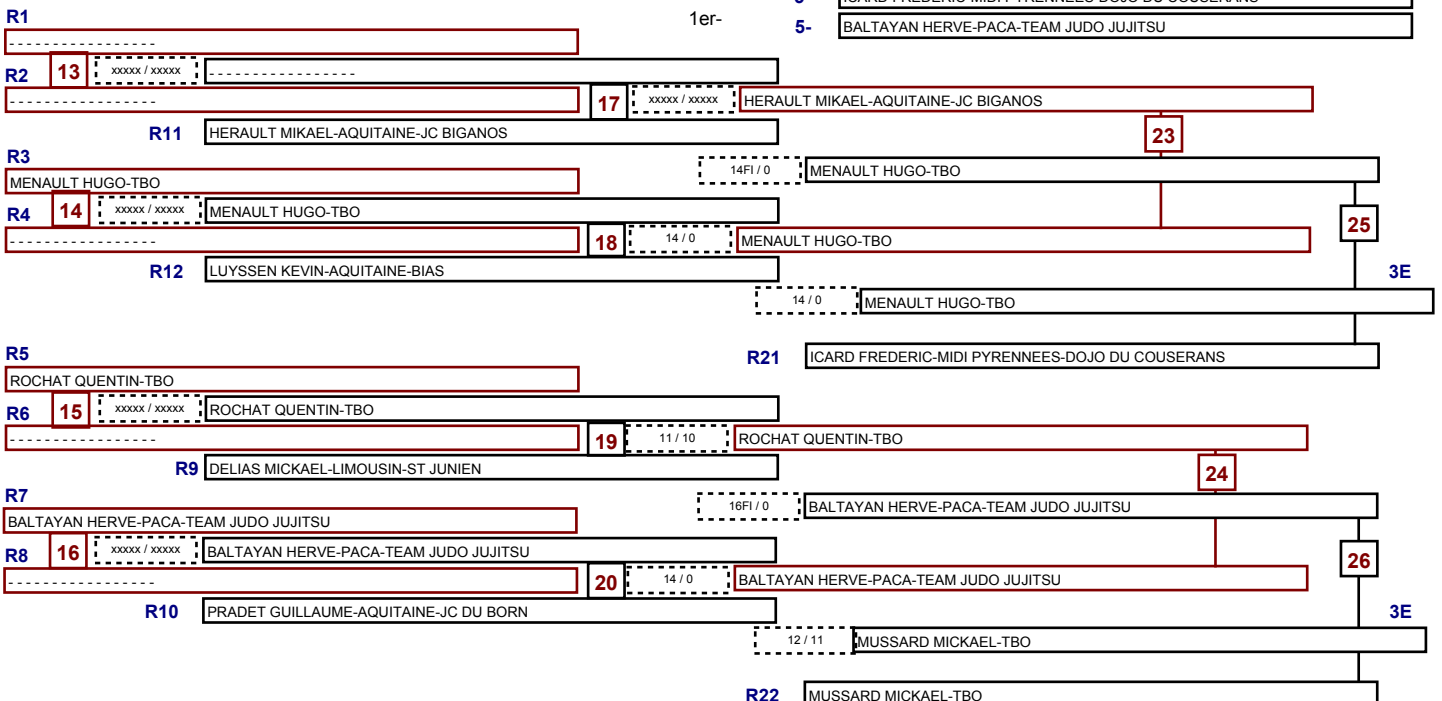 ICARD FREDERIC-MIDI PYRENNEES-DOJO DU COUSERANS
R1
1er-
5- BALTAYAN HERVE-PACA-TEAM JUDO JUJITSU
- - - - - - - - - - - - - - - - -
R2 13 xxxxx / xxxxx - - - - - - - - - - - - - - - - -
- - - - - - - - - - - - - - - - - 17 xxxxx / xxxxx HERAULT MIKAEL-AQUITAINE-JC BIGANOS
R11 HERAULT MIKAEL-AQUITAINE-JC BIGANOS
23
R3
14FI / 0 MENAULT HUGO-TBO
MENAULT HUGO-TBO
R4 14 xxxxx / xxxxx MENAULT HUGO-TBO
25
- - - - - - - - - - - - - - - - - 18 14 / 0 MENAULT HUGO-TBO
R12 LUYSSEN KEVIN-AQUITAINE-BIAS
3E
14 / 0 MENAULT HUGO-TBO
R5
R21 ICARD FREDERIC-MIDI PYRENNEES-DOJO DU COUSERANS
ROCHAT QUENTIN-TBO
R6 15 xxxxx / xxxxx ROCHAT QUENTIN-TBO
- - - - - - - - - - - - - - - - - 19 11 / 10 ROCHAT QUENTIN-TBO
R9 DELIAS MICKAEL-LIMOUSIN-ST JUNIEN
24
R7
16FI / 0 BALTAYAN HERVE-PACA-TEAM JUDO JUJITSU
BALTAYAN HERVE-PACA-TEAM JUDO JUJITSU
R8 16 xxxxx / xxxxx BALTAYAN HERVE-PACA-TEAM JUDO JUJITSU
26
- - - - - - - - - - - - - - - - - 20 14 / 0 BALTAYAN HERVE-PACA-TEAM JUDO JUJITSU
R10 PRADET GUILLAUME-AQUITAINE-JC DU BORN
3E
12 / 11 MUSSARD MICKAEL-TBO
R22 MUSSARD MICKAEL-TBO